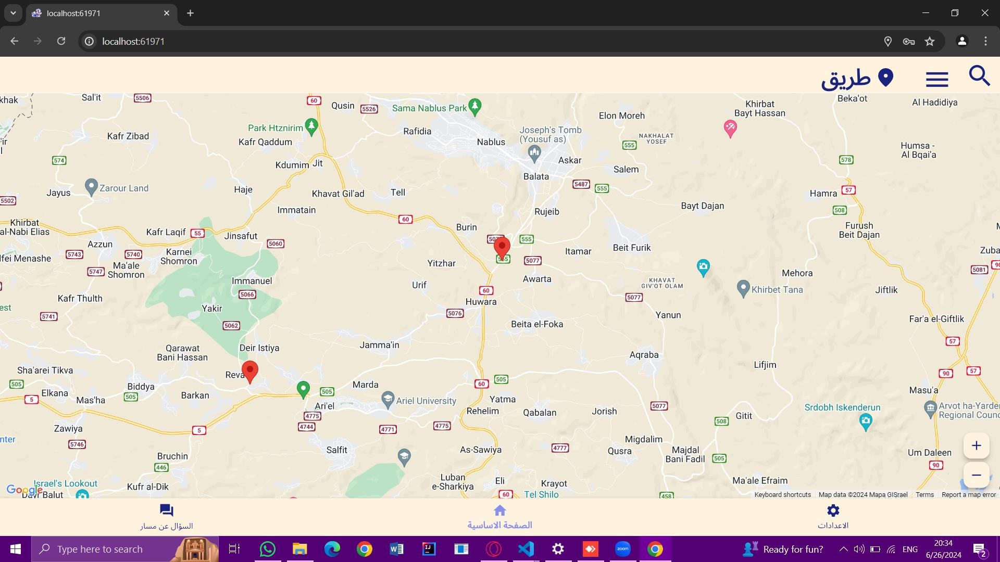 localhost:61971
localhost:61971
طريق
Sal'it
5506
60
Qusin
5526
Sama Nablus Park
Elon Moreh
Khirbat
Bayt Hassan
Beka'ot
Al Hadidiya
Park Htznirim
Kafr Zibad
Kafr Qaddum
Rafidia
Nablus
Joseph's Tomb
(Yousuf as)
NAKHALAT
YOSEF
555
Humsa -
Al Bqai'a
574
Kdumim
Jit
Askar
Salem
578
Balata
Zarour Land
Jayus
Haje
Khavat Gil'ad
Tell
5487
555
Hamra
57
5502
Immatain
Rujeib
Bayt Dajan
508
60
Khirbat
al-Nabi Elias
Kafr Laqif
55
Jinsafut
Burin
555
Furush
Beit Dajan
Azzun
5060
Itamar
Beit Furik
5743
5740
Karnei
Shomron
Yitzhar
5077
Ma'ale
Shomron
5747
Immanuel
Urif
Awarta
KHAVAT
GIV'OT OLAM
Mehora
5081
Kafr Thulth
5066
60
Huwara
5077
Khirbet Tana
Jiftlik
Yakir
5741
5062
5076
Beita el-Foka
Yanun
Far'a el-Giftlik
57
Qarawat
Bani Hassan
Deir Istiya
Jamma'in
Aqraba
Lifjim
Sha'arei Tikva
90
57
505
Elkana
Biddya
505
Barkan
505
Marda
60
505
Masu'a
5
Mas'ha
Ari'el
Ariel University
Yatma
5077
Srdobh Iskenderun
4775
Rehelim
Qabalan
Jorish
Gitit
508
Zawiya
5
4744
4771
4775
Migdalim
5746
Salfit
As-Sawiya
4777
Qusra
Majdal
Bani Fadil
505
Um Daleen
+
Bruchin
446
90
−
Israel's Lookout
Kufr al-Dik
Luban
e-Sharkiya
Eli
Krayot
Ma'ale Efraim
Google
60
Tel Shilo
458
Keyboard shortcuts
Map data ©2024 Mapa GISrael
Terms
Report a map error
السؤال عن مسار
الصفحة الاساسية
الاعدادات
Type here to search
zoom
Ready for fun?
ENG
20:34
6/26/2024
2